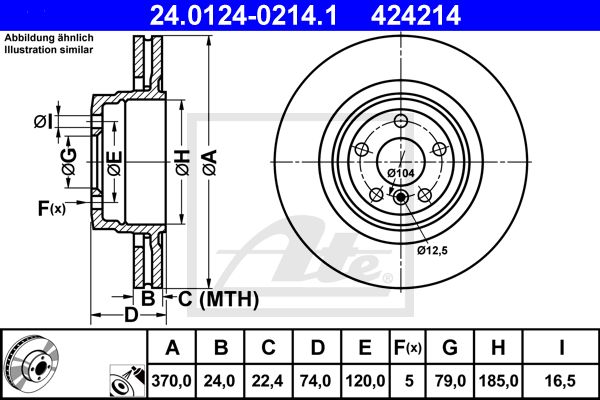 24.0124-0214.1 424214
Abbildung ähnlich
Illustration similar
ØI
ØG
ØE
ØH
ØA
F(x)
B
C (MTH)
D
Ø104
Ø12,5
Ate
®
A B C D E F(x) G H I
370,0 24,0 22,4 74,0 120,0 5 79,0 185,0 16,5